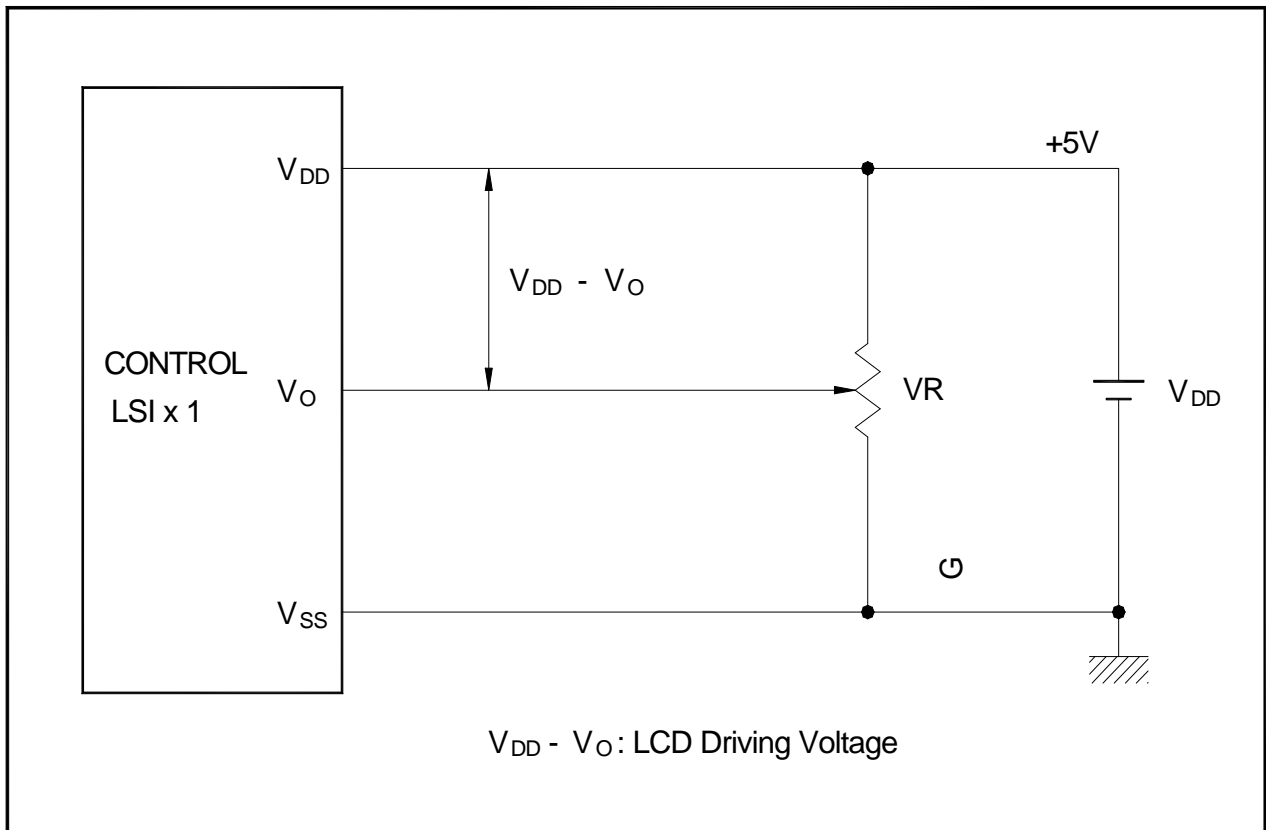 +5V
V_DD
V_DD - V_O
CONTROL
LSI x 1
V_O
VR
V_DD
G
V_SS
V_DD - V_O : LCD Driving Voltage